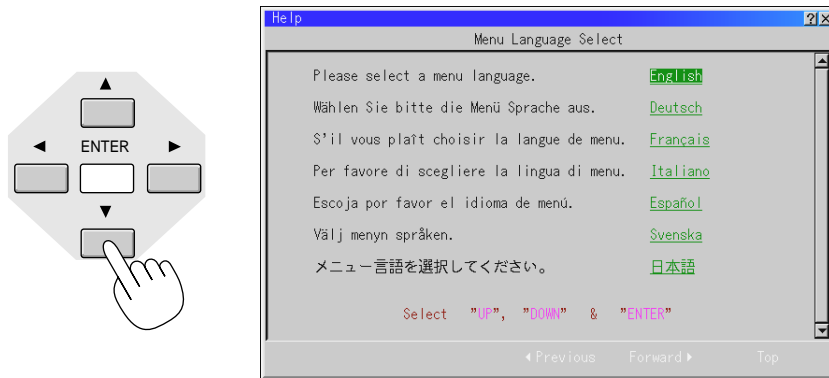 ENTER
Help
Menu Language Select
Please select a menu language. English
Wählen Sie bitte die Menü Sprache aus. Deutsch
S'il vous plaît choisir la langue de menu. Français
Per favore di scegliere la lingua di menu. Italiano
Escoja por favor el idioma de menú. Español
Välj menyn språken. Svenska
メニュー言語を選択してください。 日本語
Select "UP", "DOWN" & "ENTER"
Previous Forward Top